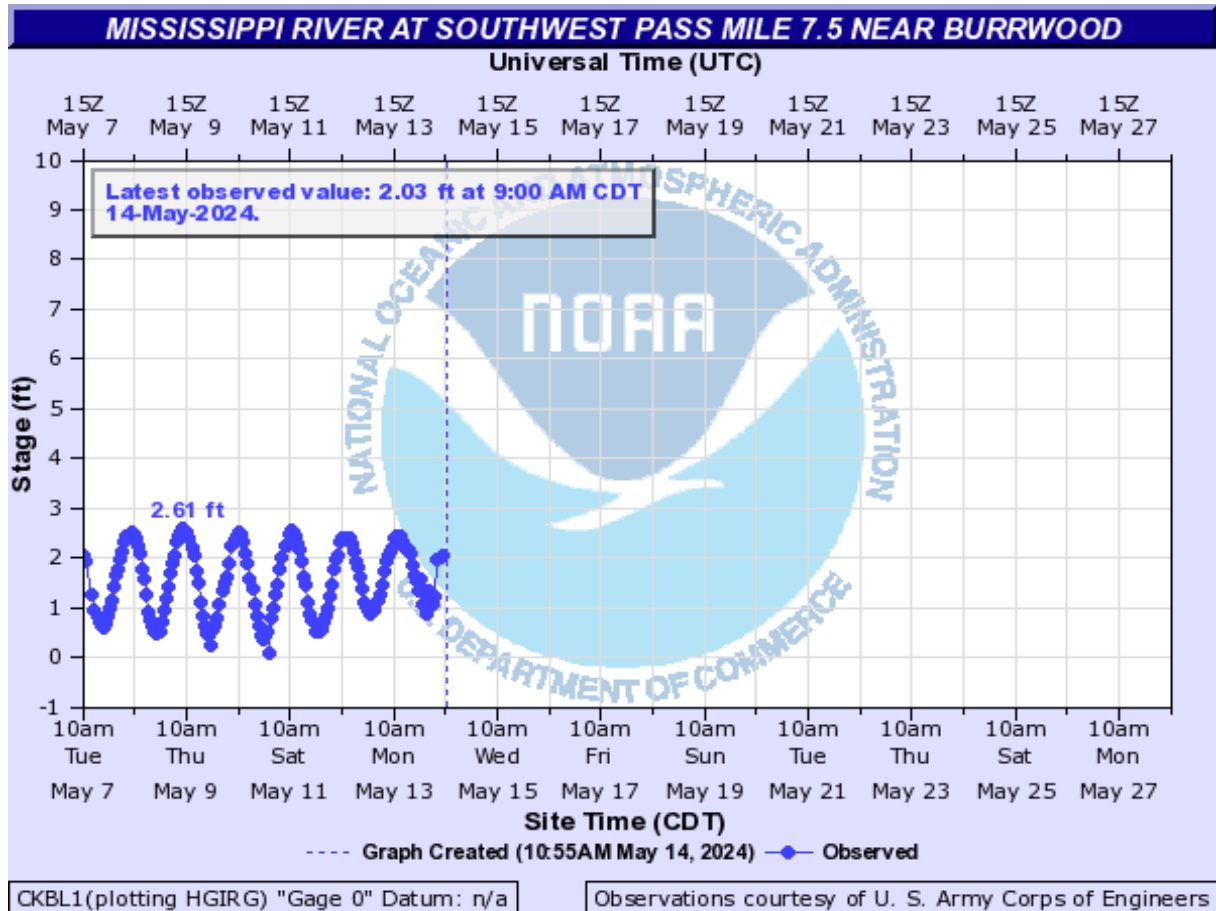 MISSISSIPPI RIVER AT SOUTHWEST PASS MILE 7.5 NEAR BURRWOOD
Universal Time (UTC)
15Z 15Z 15Z 15Z 15Z 15Z 15Z 15Z 15Z 15Z 15Z
May 7 May 9 May 11 May 13 May 15 May 17 May 19 May 21 May 23 May 25 May 27
Latest observed value: 2.03 ft at 9:00 AM CDT
14-May-2024.
NATIONAL OCEANIC AND ATMOSPHERIC ADMINISTRATION
NOAA
U.S. DEPARTMENT OF COMMERCE
Stage (ft)
10
9
8
7
6
5
4
3
2
1
0
-1
2.61 ft
10am 10am 10am 10am 10am 10am 10am 10am 10am 10am 10am
Tue Thu Sat Mon Wed Fri Sun Tue Thu Sat Mon
May 7 May 9 May 11 May 13 May 15 May 17 May 19 May 21 May 23 May 25 May 27
Site Time (CDT)
---- Graph Created (10:55AM May 14, 2024) Observed
CKBL1(plotting HGIRG) "Gage 0" Datum: n/a
Observations courtesy of U. S. Army Corps of Engineers